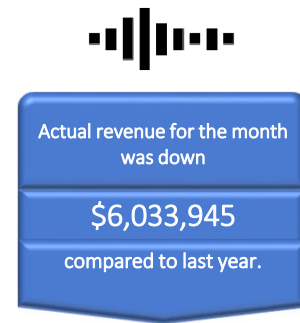 Actual revenue for the month
was down
$6,033,945
compared to last year.